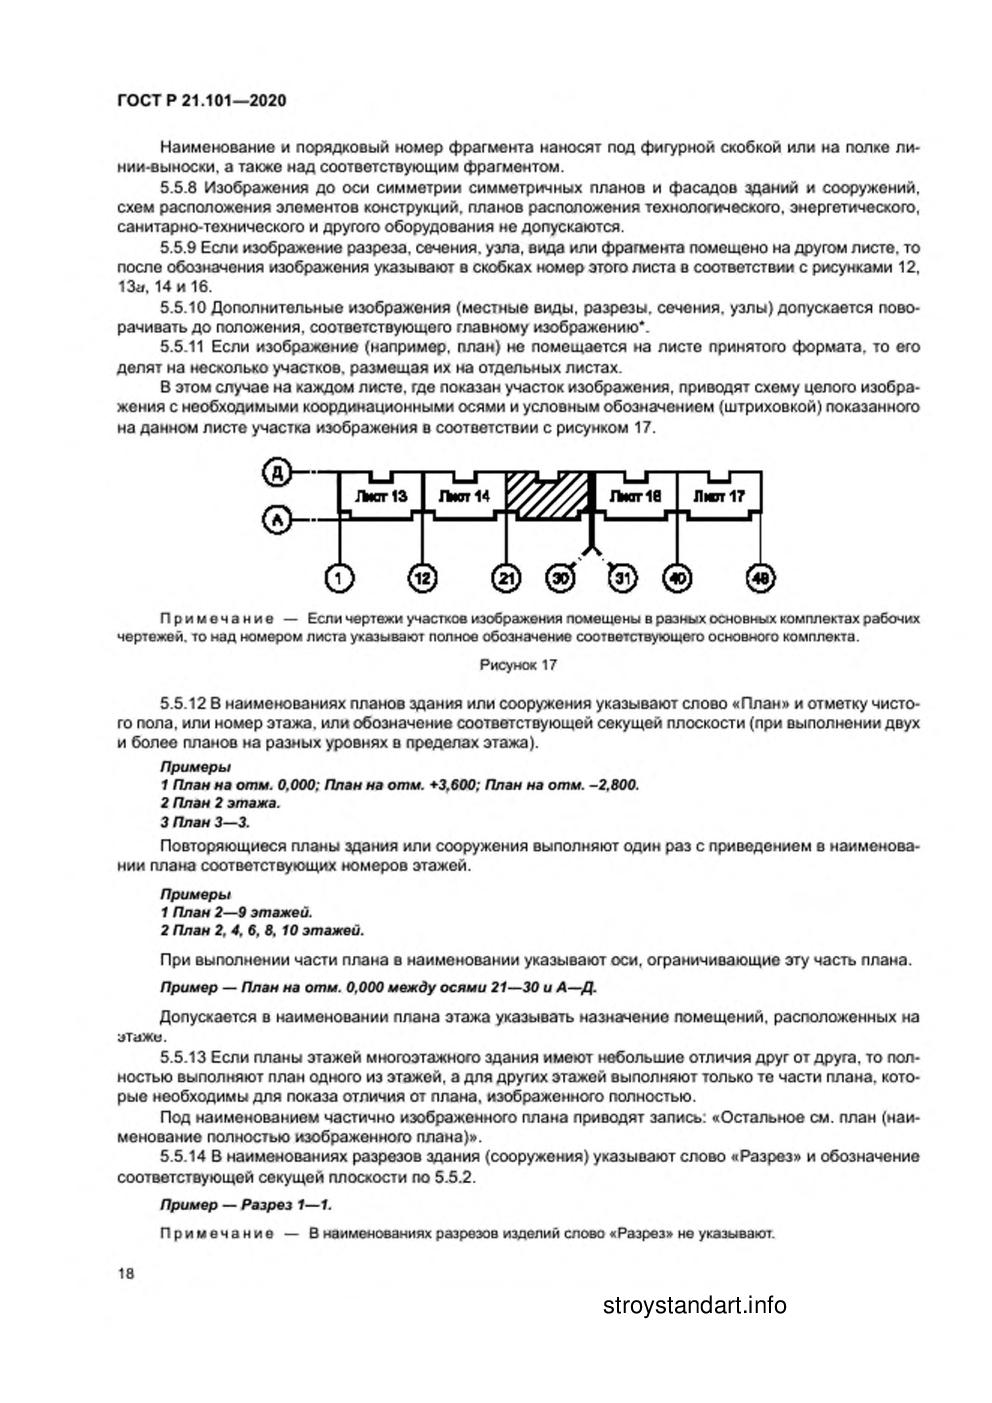 ГОСТ Р 21.101—2020
Наименование и порядковый номер фрагмента наносят под фигурной скобкой или на полке ли-
нии-выноски, а также над соответствующим фрагментом.
5.5.8 Изображения до оси симметрии симметричных планов и фасадов зданий и сооружений,
схем расположения элементов конструкций, планов расположения технологического, энергетического,
санитарно-технического и другого оборудования не допускаются.
5.5.9 Если изображение разреза, сечения, узла, вида или фрагмента помещено на другом листе, то
после обозначения изображения указывают в скобках номер этого листа в соответствии с рисунками 12,
13а, 14 и 16.
5.5.10 Дополнительные изображения (местные виды, разрезы, сечения, узлы) допускается пово-
рачивать до положения, соответствующего главному изображению*.
5.5.11 Если изображение (например, план) не помещается на листе принятого формата, то его
делят на несколько участков, размещая их на отдельных листах.
В этом случае на каждом листе, где показан участок изображения, приводят схему целого изобра-
жения с необходимыми координационными осями и условным обозначением (штриховкой) показанного
на данном листе участка изображения в соответствии с рисунком 17.
Д
Лист 13 Лист 14 Лист 16 Лист 17
А
1 12 21 30 31 40 48
Примечание — Если чертежи участков изображения помещены в разных основных комплектах рабочих
чертежей, то над номером листа указывают полное обозначение соответствующего основного комплекта.
Рисунок 17
5.5.12 В наименованиях планов здания или сооружения указывают слово «План» и отметку чисто-
го пола, или номер этажа, или обозначение соответствующей секущей плоскости (при выполнении двух
и более планов на разных уровнях в пределах этажа).
Примеры
1 План на отм. 0,000; План на отм. +3,600; План на отм. –2,800.
2 План 2 этажа.
3 План 3—3.
Повторяющиеся планы здания или сооружения выполняют один раз с приведением в наименова-
нии плана соответствующих номеров этажей.
Примеры
1 План 2—9 этажей.
2 План 2, 4, 6, 8, 10 этажей.
При выполнении части плана в наименовании указывают оси, ограничивающие эту часть плана.
Пример — План на отм. 0,000 между осями 21—30 и А—Д.
Допускается в наименовании плана этажа указывать назначение помещений, расположенных на
этаже.
5.5.13 Если планы этажей многоэтажного здания имеют небольшие отличия друг от друга, то пол-
ностью выполняют план одного из этажей, а для других этажей выполняют только те части плана, кото-
рые необходимы для показа отличия от плана, изображенного полностью.
Под наименованием частично изображенного плана приводят запись: «Остальное см. план (наи-
менование полностью изображенного плана)».
5.5.14 В наименованиях разрезов здания (сооружения) указывают слово «Разрез» и обозначение
соответствующей секущей плоскости по 5.5.2.
Пример — Разрез 1—1.
Примечание — В наименованиях разрезов изделий слово «Разрез» не указывают.
18
stroystandart.info